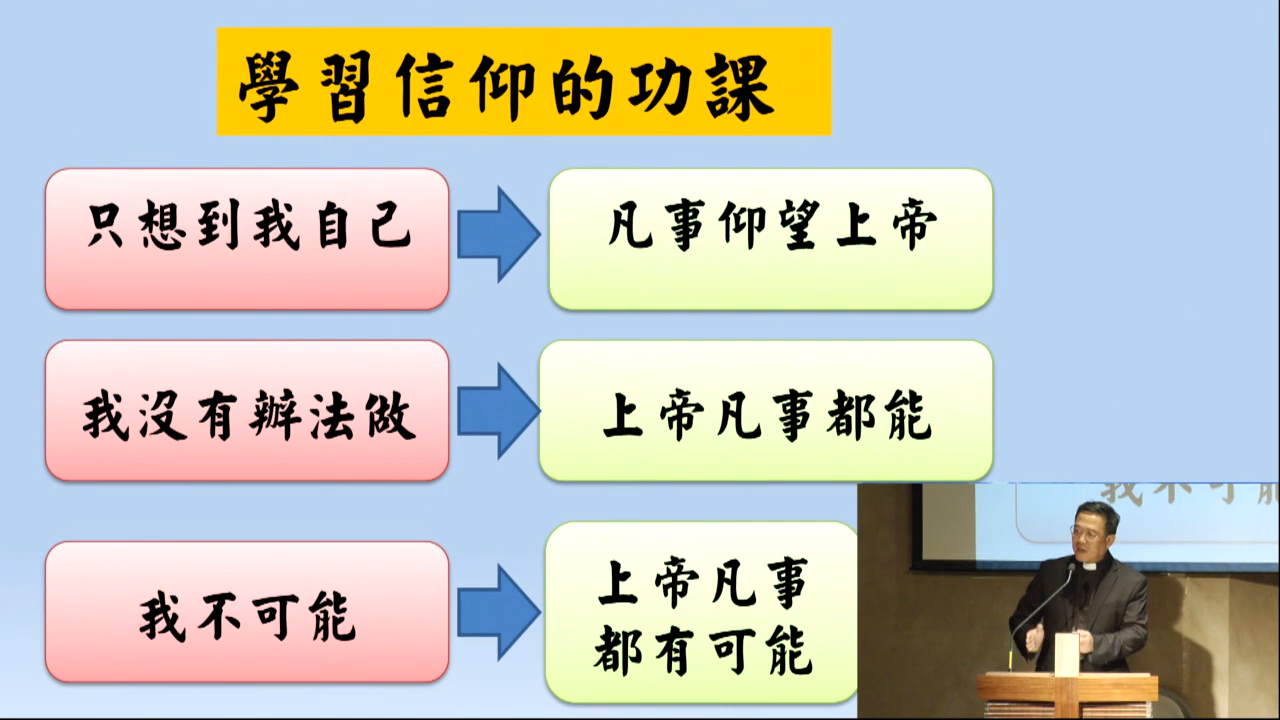 學習信仰的功課
只想到我自己
凡事仰望上帝
我沒有辦法做
上帝凡事都能
我不可能
上帝凡事
都有可能
我不可能